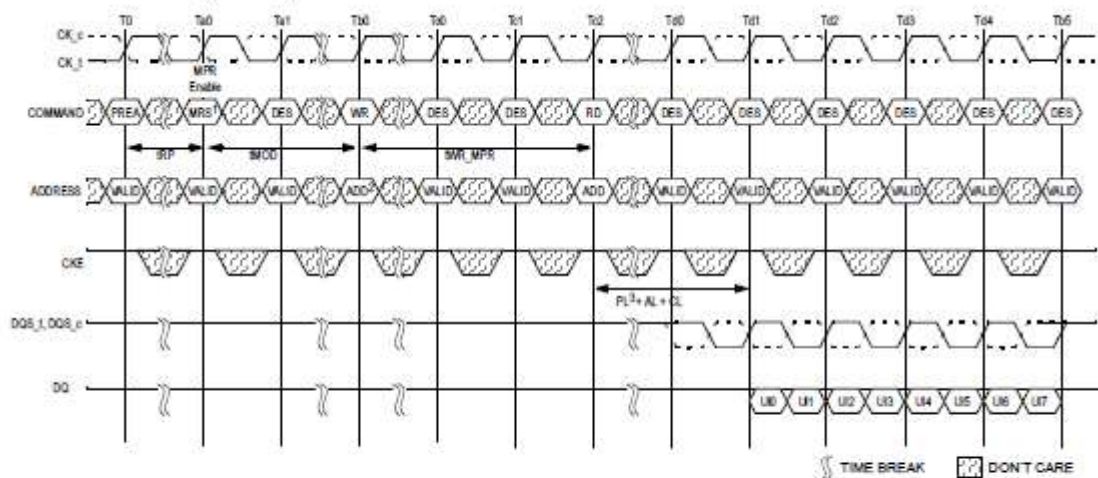 T0 Ta0 Ta1 Tb0 Tc0 Tc1 Tc2 Td0 Td1 Td2 Td3 Td4 Tb5
CK_c
CK_t
MPR
Enable
COMMAND PREA MRS1 DES WR DES DES RD DES DES DES DES DES DES
tRP tMOD tWR_MPR
ADDRESS VALID VALID VALID ADD2 VALID VALID ADD VALID VALID VALID VALID VALID VALID
CKE
PL3 + AL + CL
DQS_t, DQS_c
DQ
UI0 UI1 UI2 UI3 UI4 UI5 UI6 UI7
TIME BREAK DON'T CARE